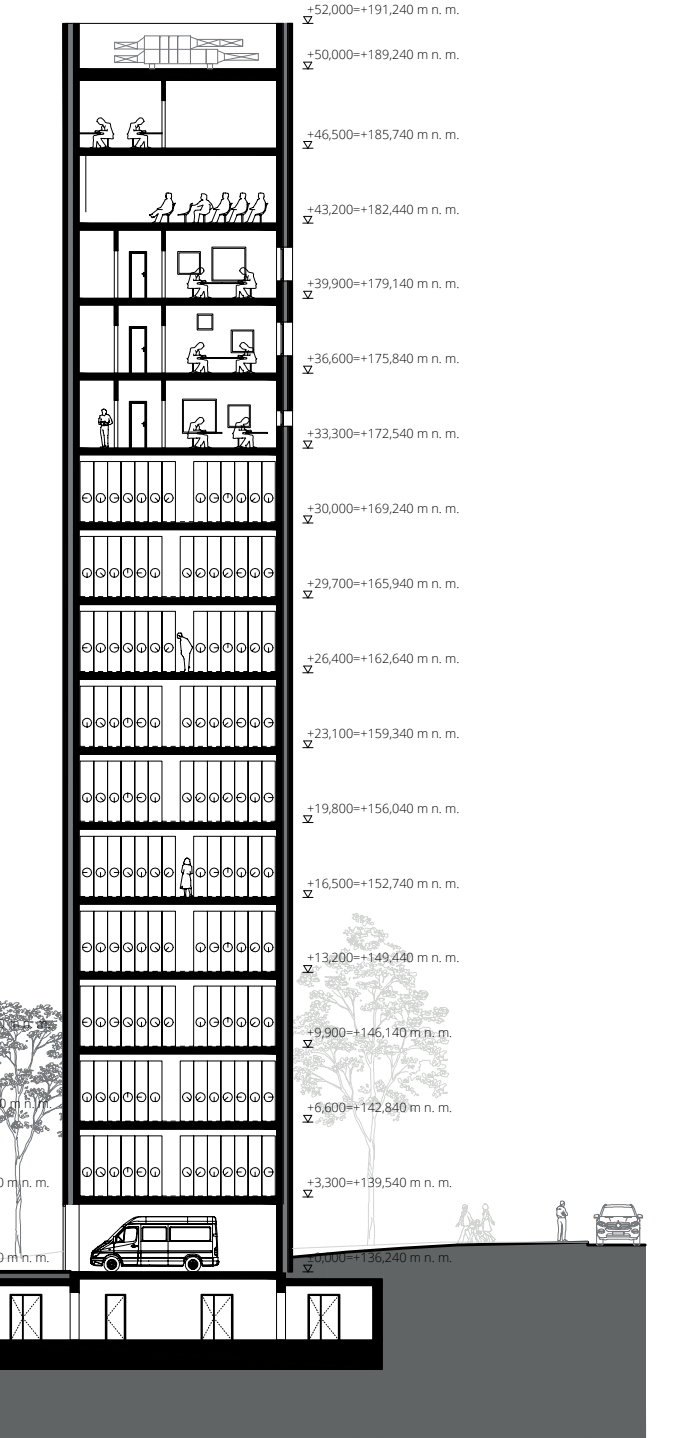 +52,000=+191,240 m n. m.
+50,000=+189,240 m n. m.
+46,500=+185,740 m n. m.
+43,200=+182,440 m n. m.
+39,900=+179,140 m n. m.
+36,600=+175,840 m n. m.
+33,300=+172,540 m n. m.
+30,000=+169,240 m n. m.
+29,700=+165,940 m n. m.
+26,400=+162,640 m n. m.
+23,100=+159,340 m n. m.
+19,800=+156,040 m n. m.
+16,500=+152,740 m n. m.
+13,200=+149,440 m n. m.
+9,900=+146,140 m n. m.
0 m n. m.
+6,600=+142,840 m n. m.
0 m n. m.
+3,300=+139,540 m n. m.
0 m n. m.
±0,000=+136,240 m n. m.